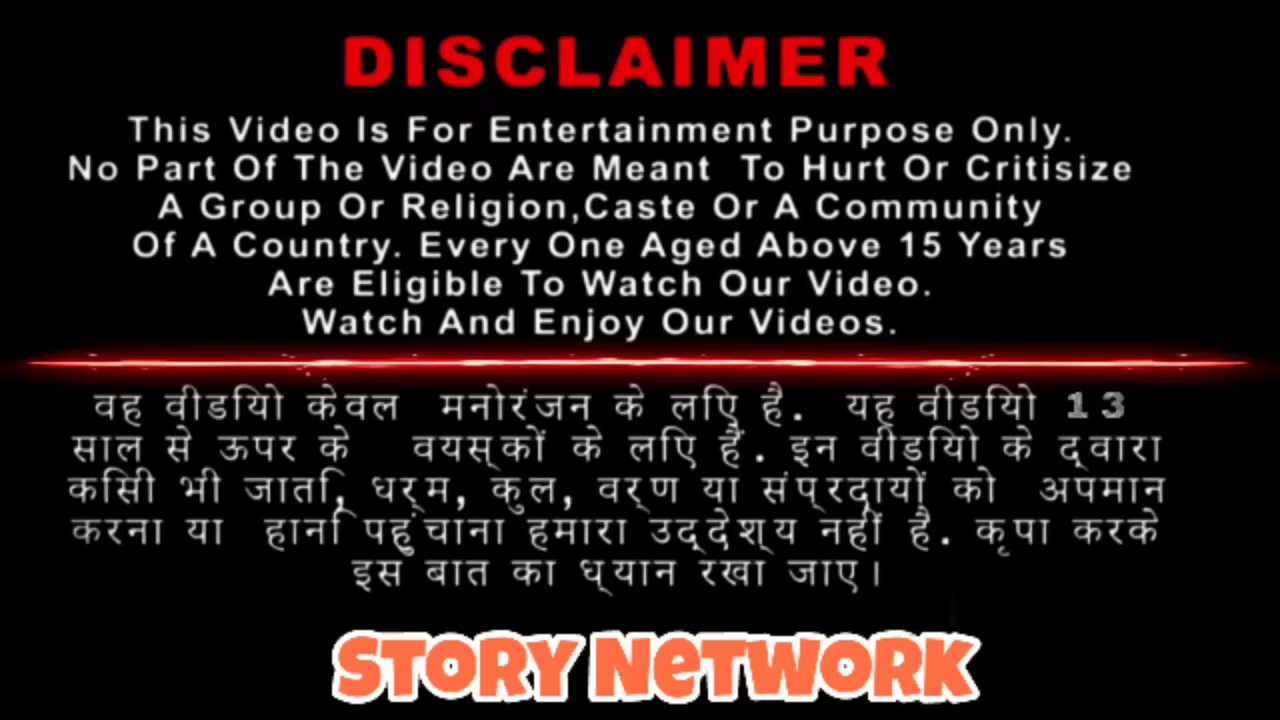 DISCLAIMER
This Video Is For Entertainment Purpose Only.
No Part Of The Video Are Meant To Hurt Or Critisize
A Group Or Religion,Caste Or A Community
Of A Country. Every One Aged Above 15 Years
Are Eligible To Watch Our Video.
Watch And Enjoy Our Videos.
वह वीडियो केवल मनोरंजन के लिए है. यह वीडियो 13
साल से ऊपर के वयस्कों के लिए हैं. इन वीडियो के द्वारा
किसी भी जाति, धर्म, कुल, वर्ण या संप्रदायों को अपमान
करना या हानि पहुंचाना हमारा उद्देश्य नहीं है. कृपा करके
इस बात का ध्यान रखा जाए।
STORY NETWORK